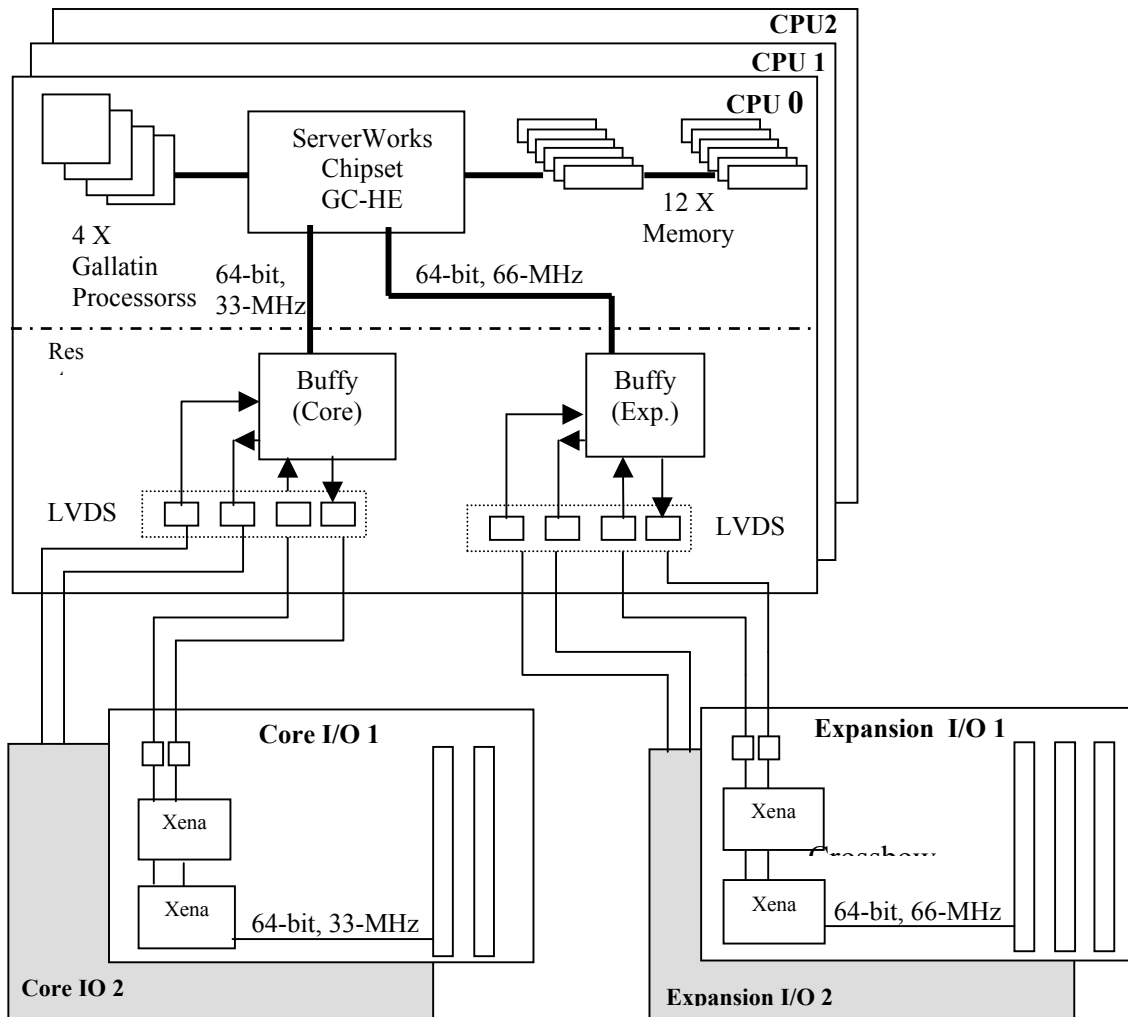 CPU2
CPU 1
CPU 0
ServerWorks
Chipset
GC-HE
4 X
Gallatin
Processorss
12 X
Memory
64-bit,
33-MHz
64-bit, 66-MHz
Res
Buffy
(Core)
Buffy
(Exp.)
LVDS
LVDS
Core I/O 1
Xena
Xena
64-bit, 33-MHz
Core IO 2
Expansion I/O 1
Xena
Xena
64-bit, 66-MHz
Expansion I/O 2